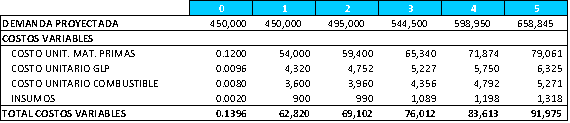 0 1 2 3 4 5
DEMANDA PROYECTADA 450,000 450,000 495,000 544,500 598,950 658,845
COSTOS VARIABLES
COSTO UNIT. MAT. PRIMAS 0.1200 54,000 59,400 65,340 71,874 79,061
COSTO UNITARIO GLP 0.0096 4,320 4,752 5,227 5,750 6,325
COSTO UNITARIO COMBUSTIBLE 0.0080 3,600 3,960 4,356 4,792 5,271
INSUMOS 0.0020 900 990 1,089 1,198 1,318
TOTAL COSTOS VARIABLES 0.1396 62,820 69,102 76,012 83,613 91,975